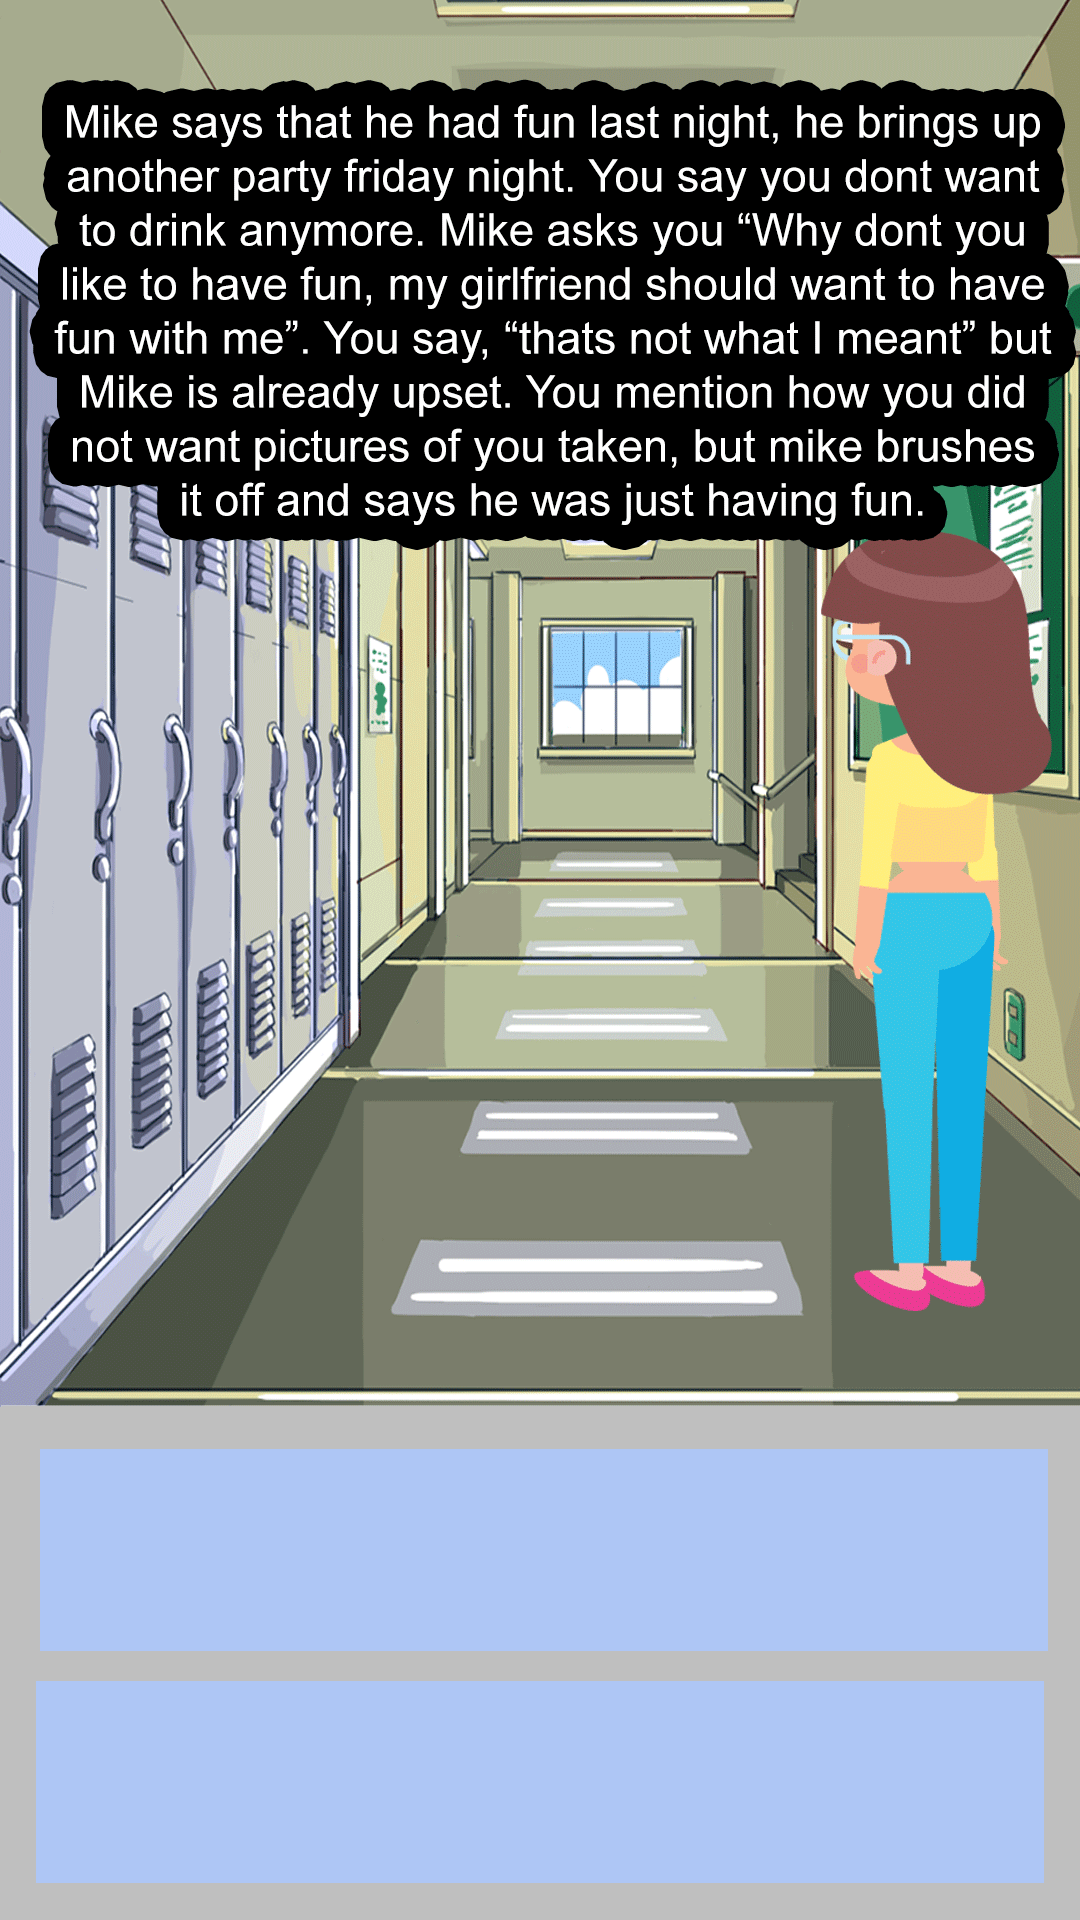 Mike says that he had fun last night, he brings up
another party friday night. You say you dont want
to drink anymore. Mike asks you “Why dont you
like to have fun, my girlfriend should want to have
fun with me”. You say, “thats not what I meant” but
Mike is already upset. You mention how you did
not want pictures of you taken, but mike brushes
it off and says he was just having fun.